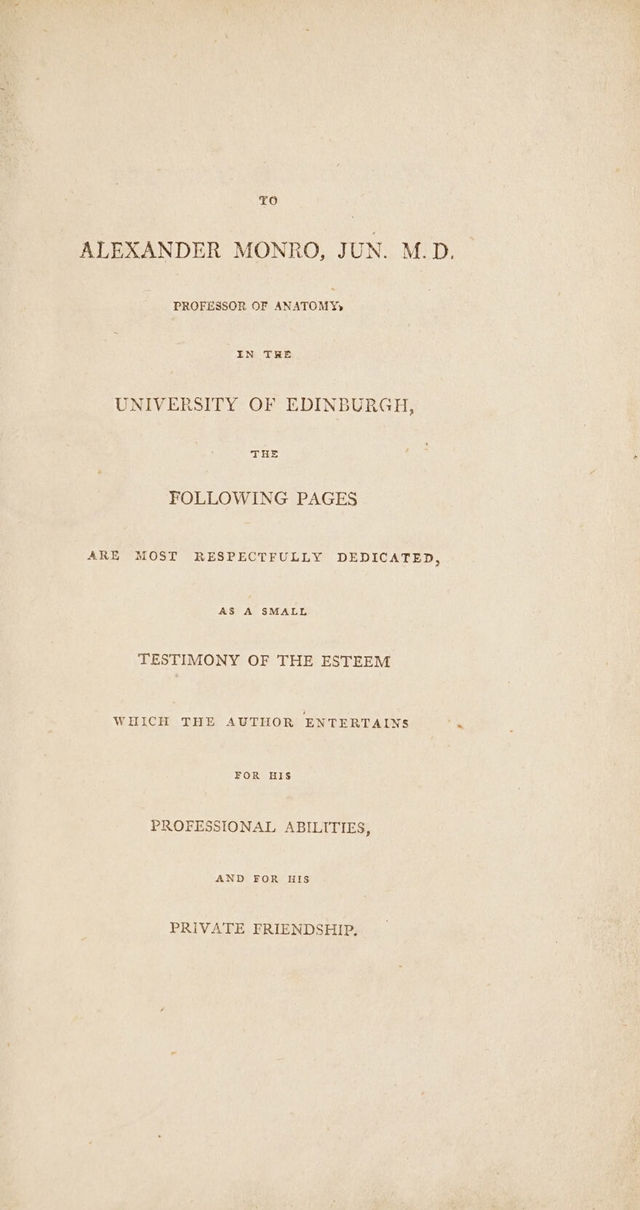 TO
ALEXANDER MONRO, JUN. M. D.
PROFESSOR OF ANATOMY,
IN THE
UNIVERSITY OF EDINBURGH,
THE
FOLLOWING PAGES
ARE MOST RESPECTFULLY DEDICATED,
AS A SMALL
TESTIMONY OF THE ESTEEM
WHICH THE AUTHOR ENTERTAINS
FOR HIS
PROFESSIONAL ABILITIES,
AND FOR HIS
PRIVATE FRIENDSHIP.